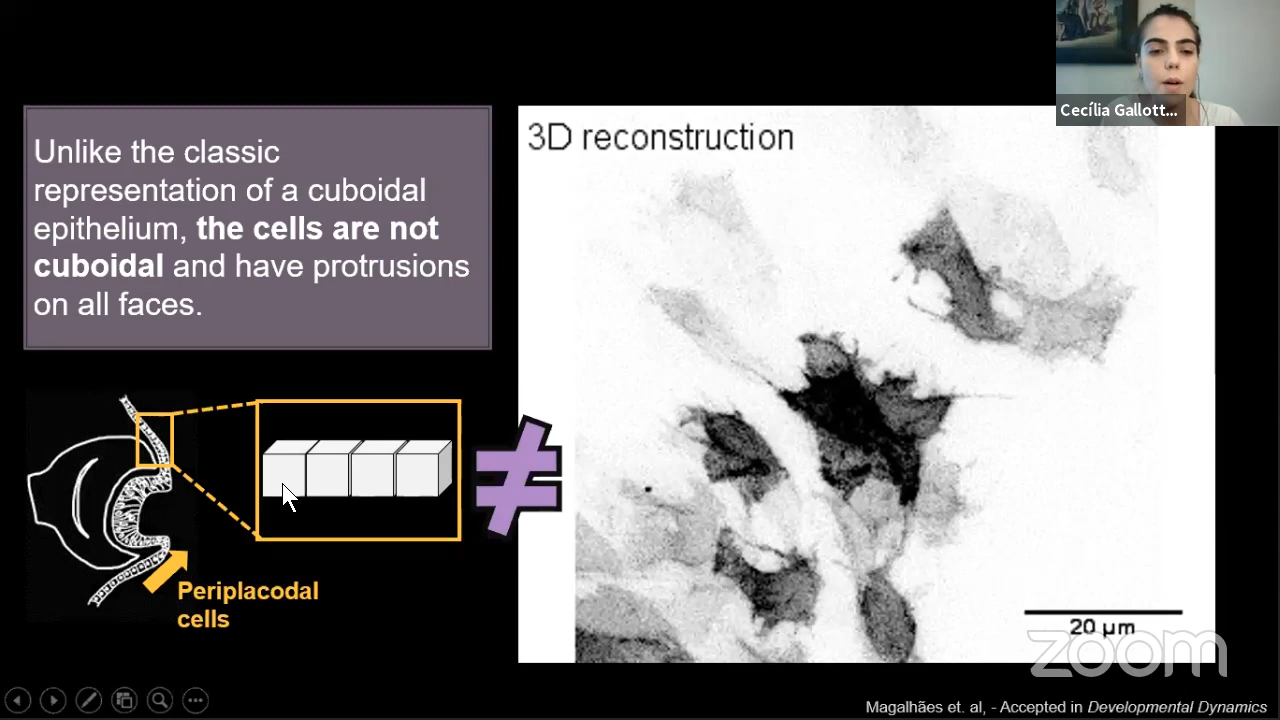 Cecília Gallott...
3D reconstruction
Unlike the classic
representation of a cuboidal
epithelium, the cells are not
cuboidal and have protrusions
on all faces.
≠
Periplacodal
cells
20 µm
zoom
Magalhães et. al, - Accepted in Developmental Dynamics